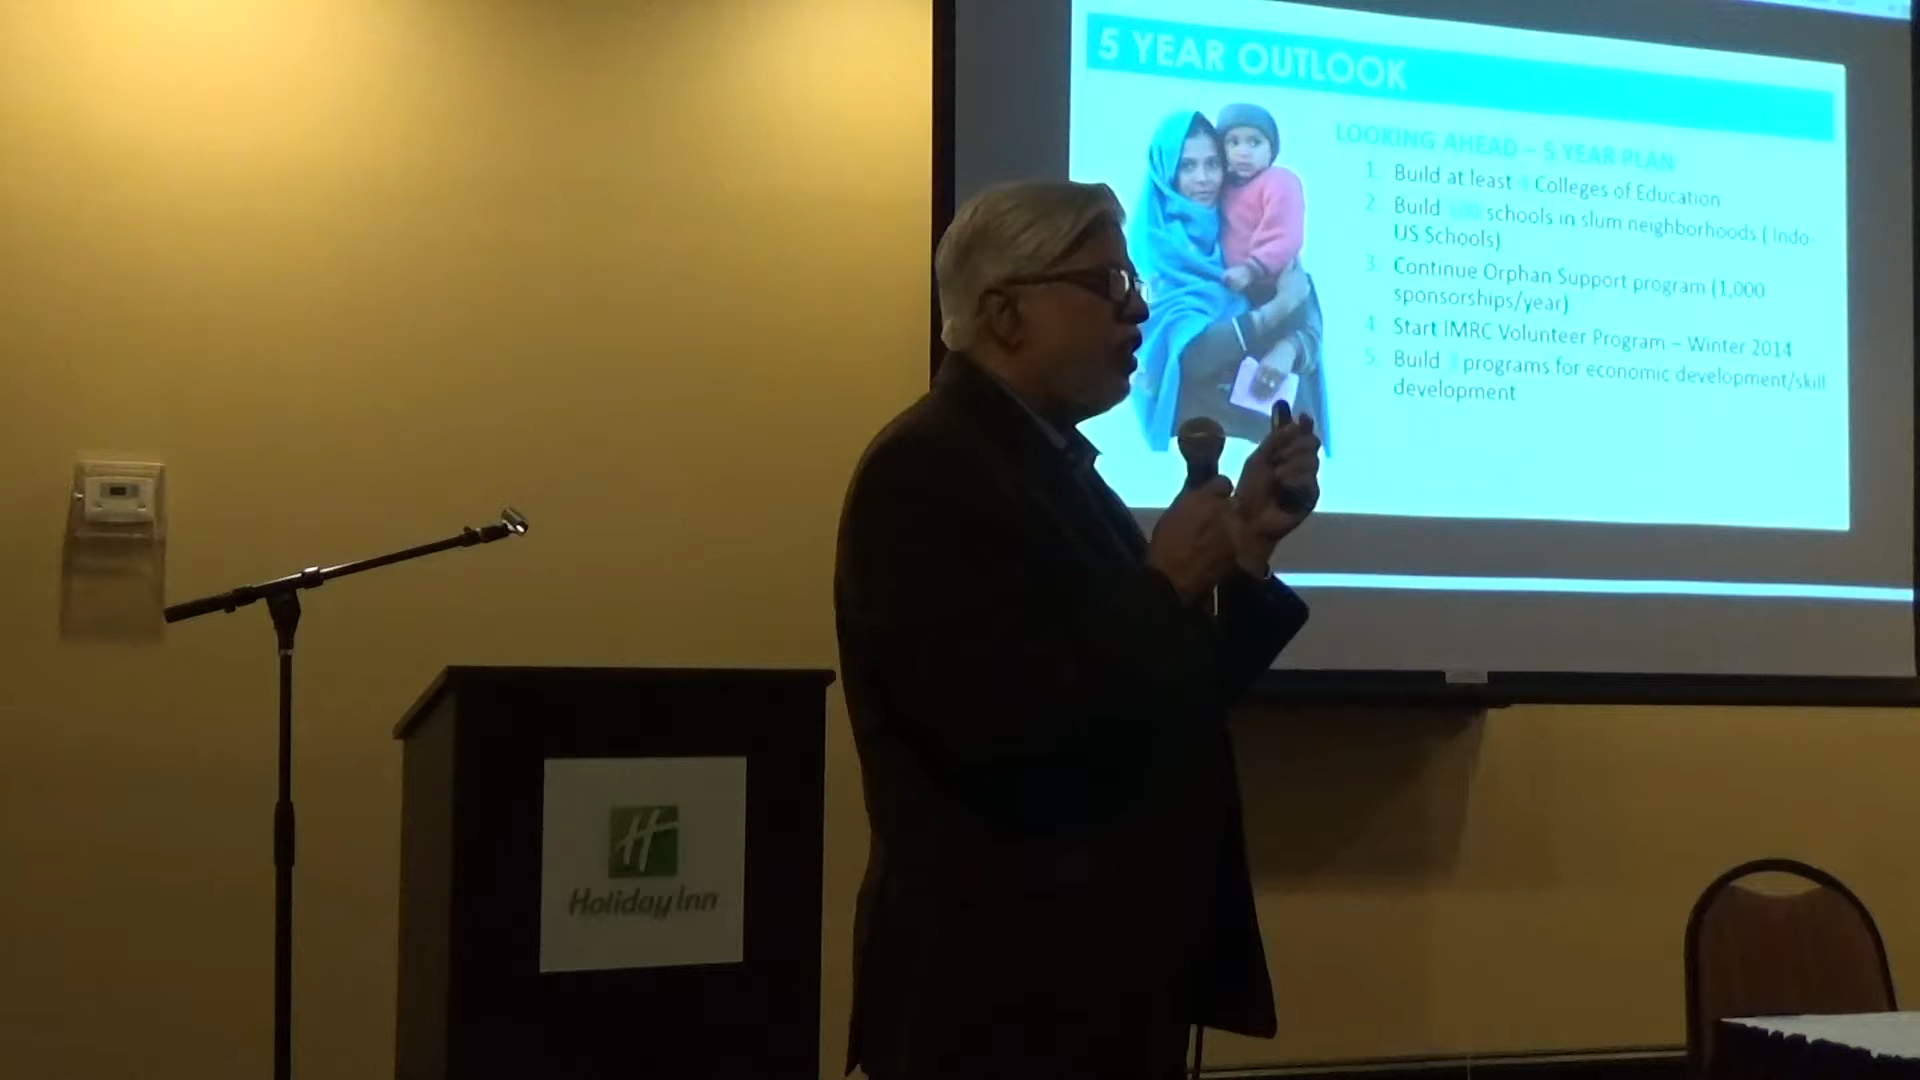 5 YEAR OUTLOOK
LOOKING AHEAD – 5 YEAR PLAN
1. Build at least Colleges of Education
2. Build schools in slum neighborhoods ( Indo-
US Schools)
3. Continue Orphan Support program (1,000
sponsorships/year)
4. Start IMRC Volunteer Program – Winter 2014
5. Build programs for economic development/skill
development
H
Holiday Inn